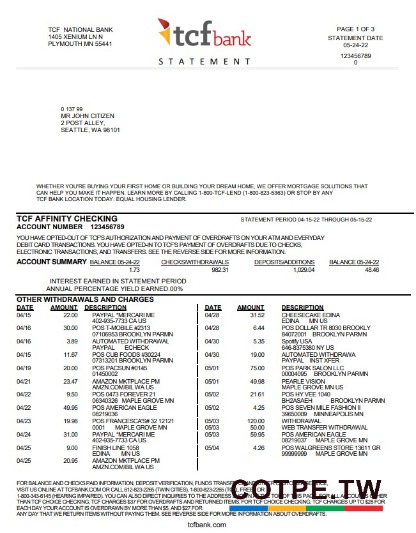 TCF NATIONAL BANK
1405 XENIUM LN N
PLYMOUTH MN 55441
tcf bank
STATEMENT
PAGE 1 OF 3
STATEMENT DATE
05-24-22
123456789
0
0 137 99
MR JOHN CITIZEN
2 POST ALLEY,
SEATTLE, WA 98101
WHETHER YOU'RE BUYING YOUR FIRST HOME OR BUILDING YOUR DREAM HOME, WE OFFER MORTGAGE SOLUTIONS THAT
CAN HELP YOU MAKE IT HAPPEN. LEARN MORE BY CALLING 1-800-TCF-LEND (1-800-823-5363) OR STOP BY ANY
TCF BANK LOCATION TODAY. EQUAL HOUSING LENDER.
TCF AFFINITY CHECKING STATEMENT PERIOD 04-15-22 THROUGH 05-15-22
ACCOUNT NUMBER 123456789
YOU HAVE OPTED-OUT OF TCF'S AUTHORIZATION AND PAYMENT OF OVERDRAFTS ON YOUR ATM AND EVERYDAY
DEBIT CARD TRANSACTIONS. YOU HAVE OPTED-IN TO TCF'S PAYMENT OF OVERDRAFTS DUE TO CHECKS,
ELECTRONIC TRANSACTIONS, AND TRANSFERS. SEE THE REVERSE SIDE FOR MORE INFORMATION.
ACCOUNT SUMMARY BALANCE 05-24-22 CHECKSWITHDRAWALS DEPOSITSADDITIONS BALANCE 05-24-22
1.73 982.31 1,029.04 48.46
INTEREST EARNED IN STATEMENT PERIOD
ANNUAL PERCENTAGE YIELD EARNED 00%
OTHER WITHDRAWALS AND CHARGES
DATE AMOUNT DESCRIPTION
04/15 22.00 PAYPAL *MERCARI ME
402-935-7733 CA US
04/16 30.00 POS T-MOBILE #2313
07106953 BROOKLYN PARMN
04/16 3.89 AUTOMATED WITHDRAWAL
PAYPAL ECHECK
04/15 11.67 POS CUB FOODS #30224
07313201 BROOKLYN PARMN
04/19 20.00 POS PACSUN #0145
01450002
04/21 23.47 AMAZON MKTPLACE PM
AMZN.COM/BIL WA US
04/22 9.50 POS 0473 FOREVER 21
06340326 MAPLE GROVE MN
04/22 49.95 POS AMERICAN EAGLE
08219036
04/23 19.98 POS FRANCESCAS# 32 12121
0001 MAPLE GROVE MN
04/24 31.00 PAYPAL *MERCARI ME
402-935-7733 CA US
04/25 9.00 FINISH LINE 1058
EDINA MN US
04/25 20.95 AMAZON MKTPLACE PM
AMZN.COM/BIL WA US
DATE AMOUNT DESCRIPTION
04/28 31.52 CHEESECAKE EDINA
EDINA MN US
04/28 6.44 POS DOLLAR TR 8030 BROOKLY
64672001 BROOKLYN PARMN
04/30 5.35 Spotify USA
646-8375380 NY US
04/30 19.00 AUTOMATED WITHDRAWA
PAYPAL INST XFER
05/01 75.00 POS PARK SALON LLC
00004095 BROOKLYN PARMN
05/01 49.98 PEARLE VISION
MAPLE GROVE MN US
05/02 21.61 POS HY VEE 1040
BH2A5AEH BROOKLYN PARMN
05/02 4.25 POS SEVEN MILE FASHION II
39650009 MINNEAPOLIS MN
05/03 120.00 WITHDRAWAL
05/03 50.00 WEB TRANSFER WITHDRAWAL
05/03 59.95 POS AMERICAN EAGLE
08219037 MAPLE GROVE MN
05/04 4.26 POS WALGREENS STORE 13611 GR
99999999 MAPLE GROVE MN
FOR BALANCE AND CHECKS PAID INFORMATION, DEPOSIT VERIFICATION, FUNDS
VISIT US ONLINE AT TCFBANK.COM OR CALL 612-823-2265 (TWIN CITIES); 1-800-823-2265
1-800-343-6145 (HEARING IMPAIRED). YOU CAN ALSO DIRECT INQUIRIES TO THE ADDRESS
THAN TCF CHOICE CHECKING, TCF CHARGES $37 FOR OVERDRAFTS AND RETURNED ITEMS. FOR TCF CHOICE CHECKING, TCF CHARGES UP TO $28 FOR
EACH DAY YOUR ACCOUNT IS OVERDRAWN BY MORE THAN $5, AND $27 FOR
ANY DAY THAT WE RETURN ITEMS WITHOUT PAYING THEM. SEE REVERSE SIDE FOR MORE INFORMATION ABOUT OVERDRAFTS.
GOTPE.TW
tcfbank.com